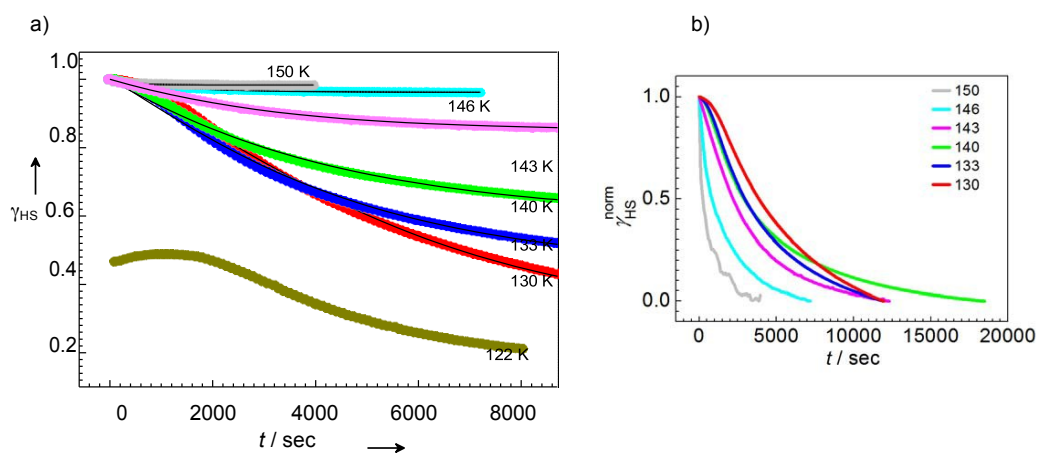 a)
1.0
0.8
0.6
0.4
0.2
γHS
150 K
146 K
143 K
140 K
133 K
130 K
122 K
0 2000 4000 6000 8000
t / sec
b)
1.0
0.5
0.0
γHS norm
150
146
143
140
133
130
0 5000 10000 15000 20000
t / sec